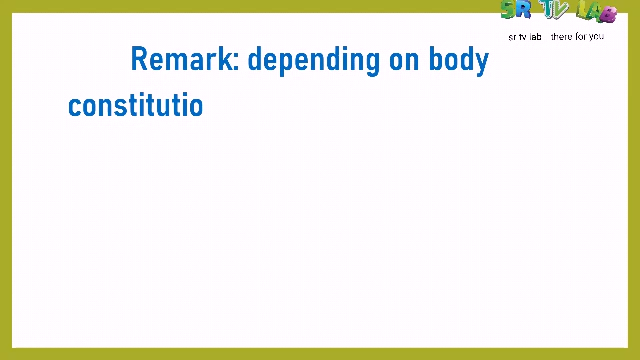 SR TV LAB
sr tv lab there for you
Remark: depending on body
constitutio